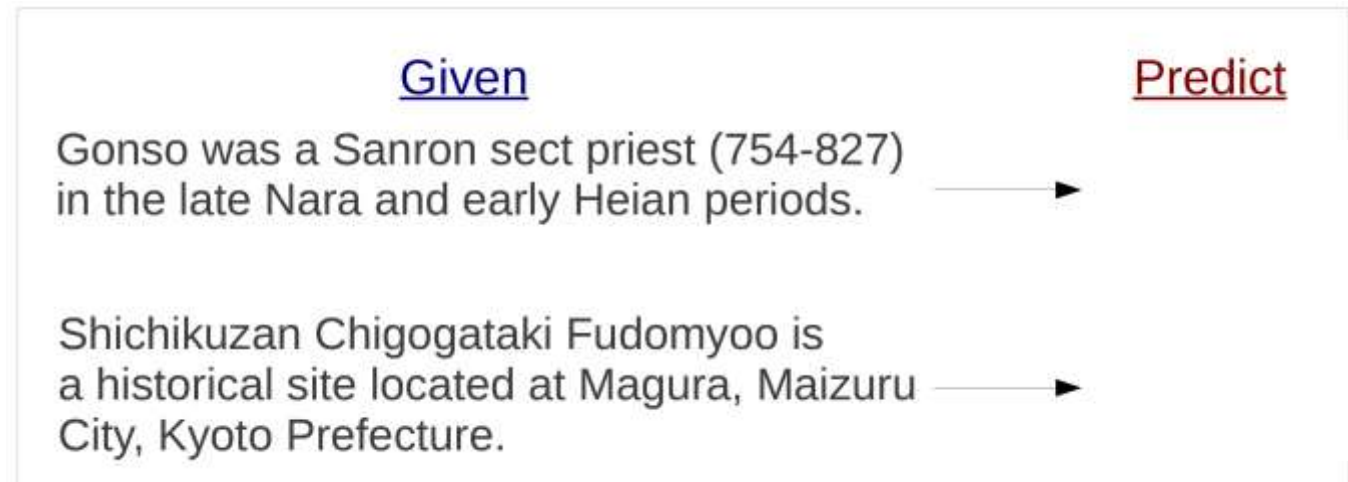 Given
Predict
Gonso was a Sanron sect priest (754-827)
in the late Nara and early Heian periods.
Shichikuzan Chigogataki Fudomyoo is
a historical site located at Magura, Maizuru
City, Kyoto Prefecture.